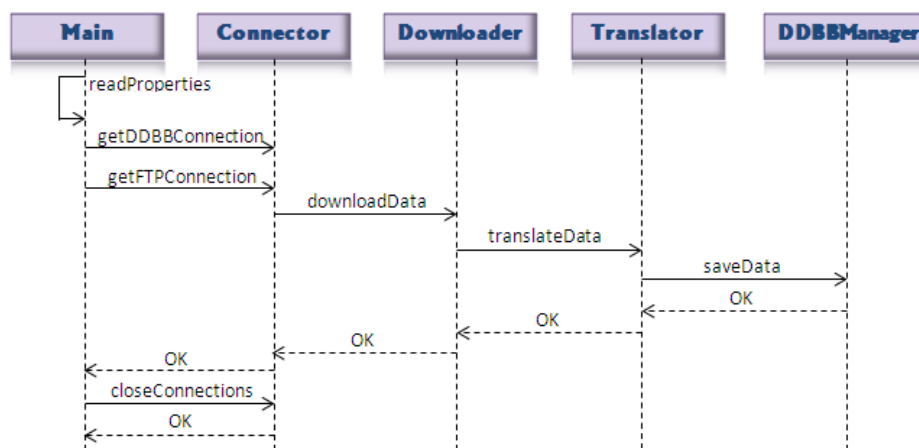 Main
Connector
Downloader
Translator
DDBBManager
readProperties
getDDBBConnection
getFTPConnection
downloadData
translateData
saveData
OK
OK
OK
OK
closeConnections
OK